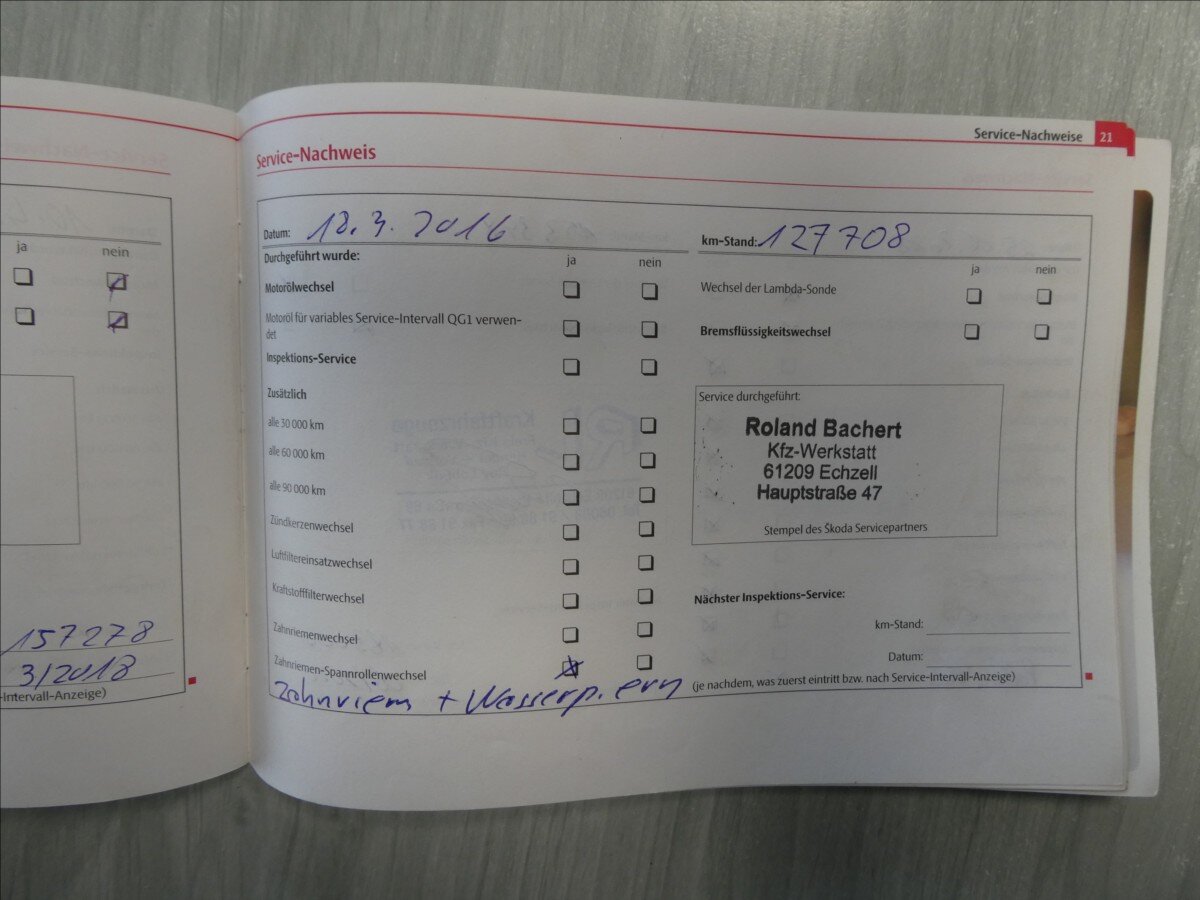 ja nein
157278
3/2018
-Intervall-Anzeige)
Service-Nachweise 21
Service-Nachweis
Datum: 18.3.2016
Durchgeführt wurde: ja nein
Motorölwechsel
Motoröl für variables Service-Intervall QG1 verwen-
det
Inspektions-Service
Zusätzlich
alle 30 000 km
alle 60 000 km
alle 90 000 km
Zündkerzenwechsel
Luftfiltereinsatzwechsel
Kraftstofffilterwechsel
Zahnriemenwechsel
Zahnriemen-Spannrollenwechsel
Zahnriem + Wasserp. ern
km-Stand: 127708
ja nein
Wechsel der Lambda-Sonde
Bremsflüssigkeitswechsel
Service durchgeführt:
Roland Bachert
Kfz-Werkstatt
61209 Echzell
Hauptstraße 47
Stempel des Škoda Servicepartners
Nächster Inspektions-Service:
km-Stand:
Datum:
(je nachdem, was zuerst eintritt bzw. nach Service-Intervall-Anzeige)